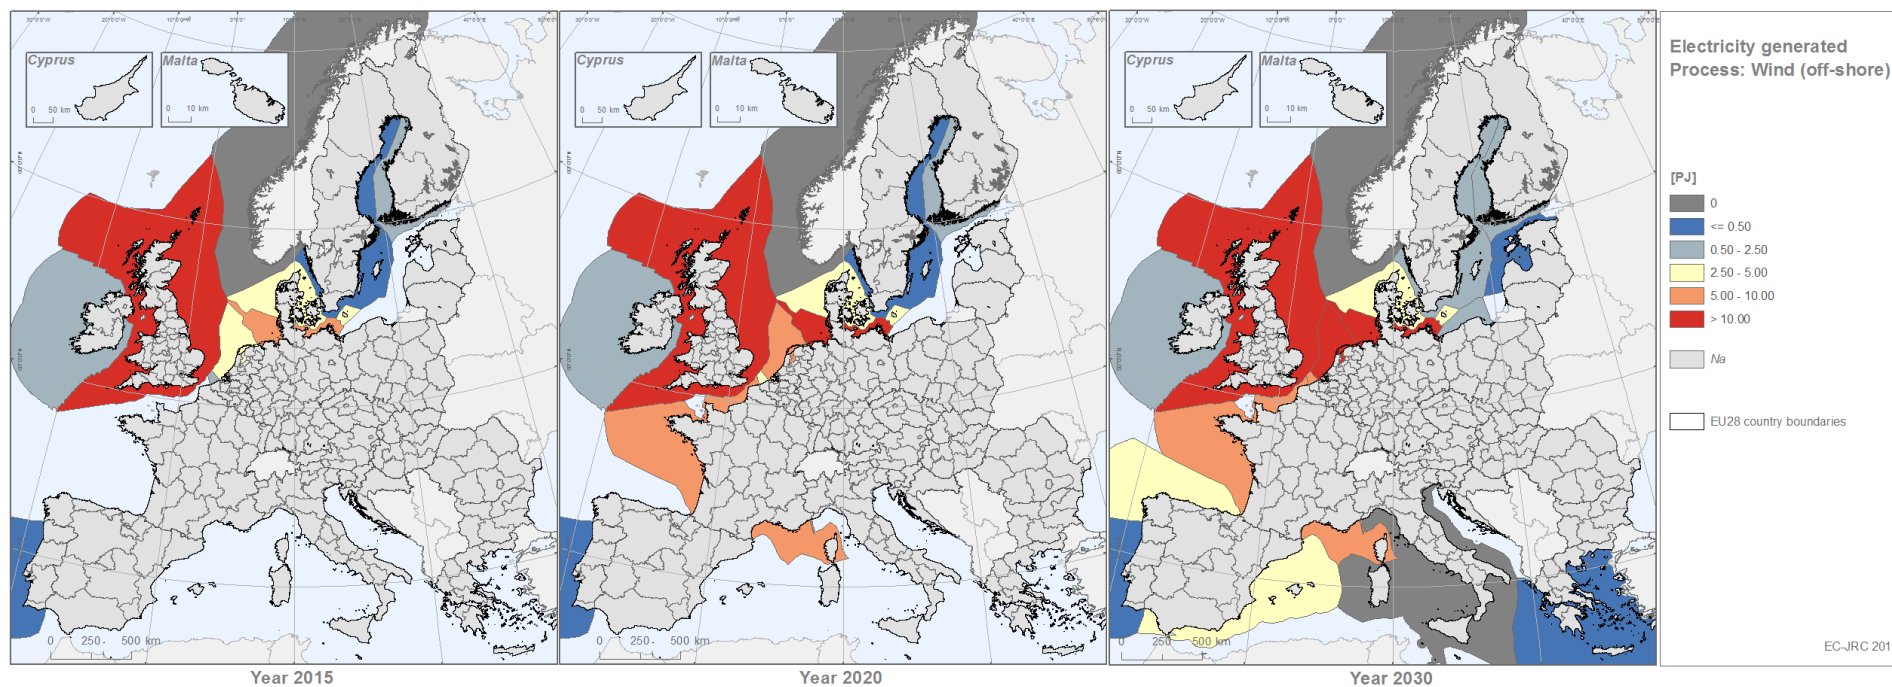 Cyprus
0 50 km
Malta
0 10 km
0 250 500 km
Year 2015
Cyprus
0 50 km
Malta
0 10 km
0 250 500 km
Year 2020
Cyprus
0 50 km
Malta
0 10 km
0 250 500 km
Year 2030
Electricity generated
Process: Wind (off-shore)
[PJ]
0
<= 0.50
0.50 - 2.50
2.50 - 5.00
5.00 - 10.00
> 10.00
Na
EU28 country boundaries
EC-JRC 201